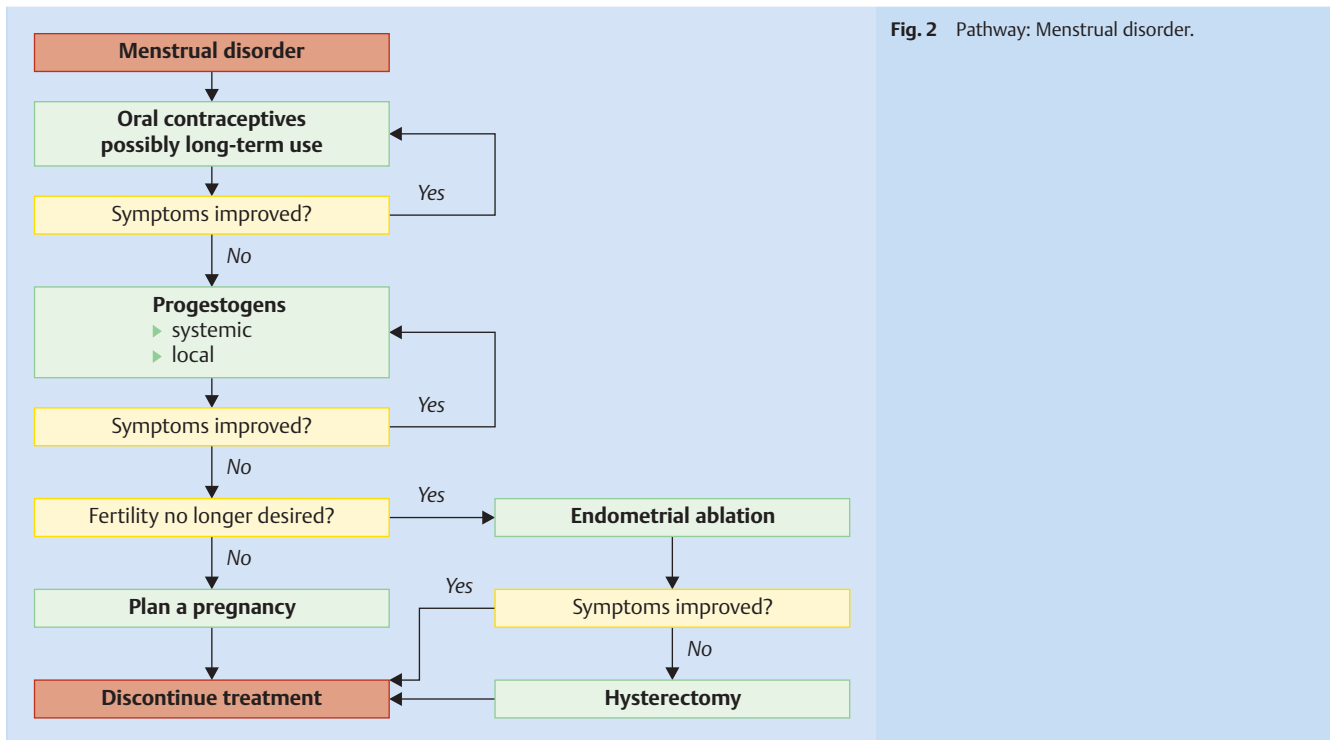 Fig. 2 Pathway: Menstrual disorder.
Menstrual disorder
Oral contraceptives
possibly long-term use
Yes
Symptoms improved?
No
Progestogens
▶ systemic
▶ local
Yes
Symptoms improved?
No
Fertility no longer desired?
Yes
Endometrial ablation
No
Plan a pregnancy
Yes
Symptoms improved?
No
Discontinue treatment
Hysterectomy